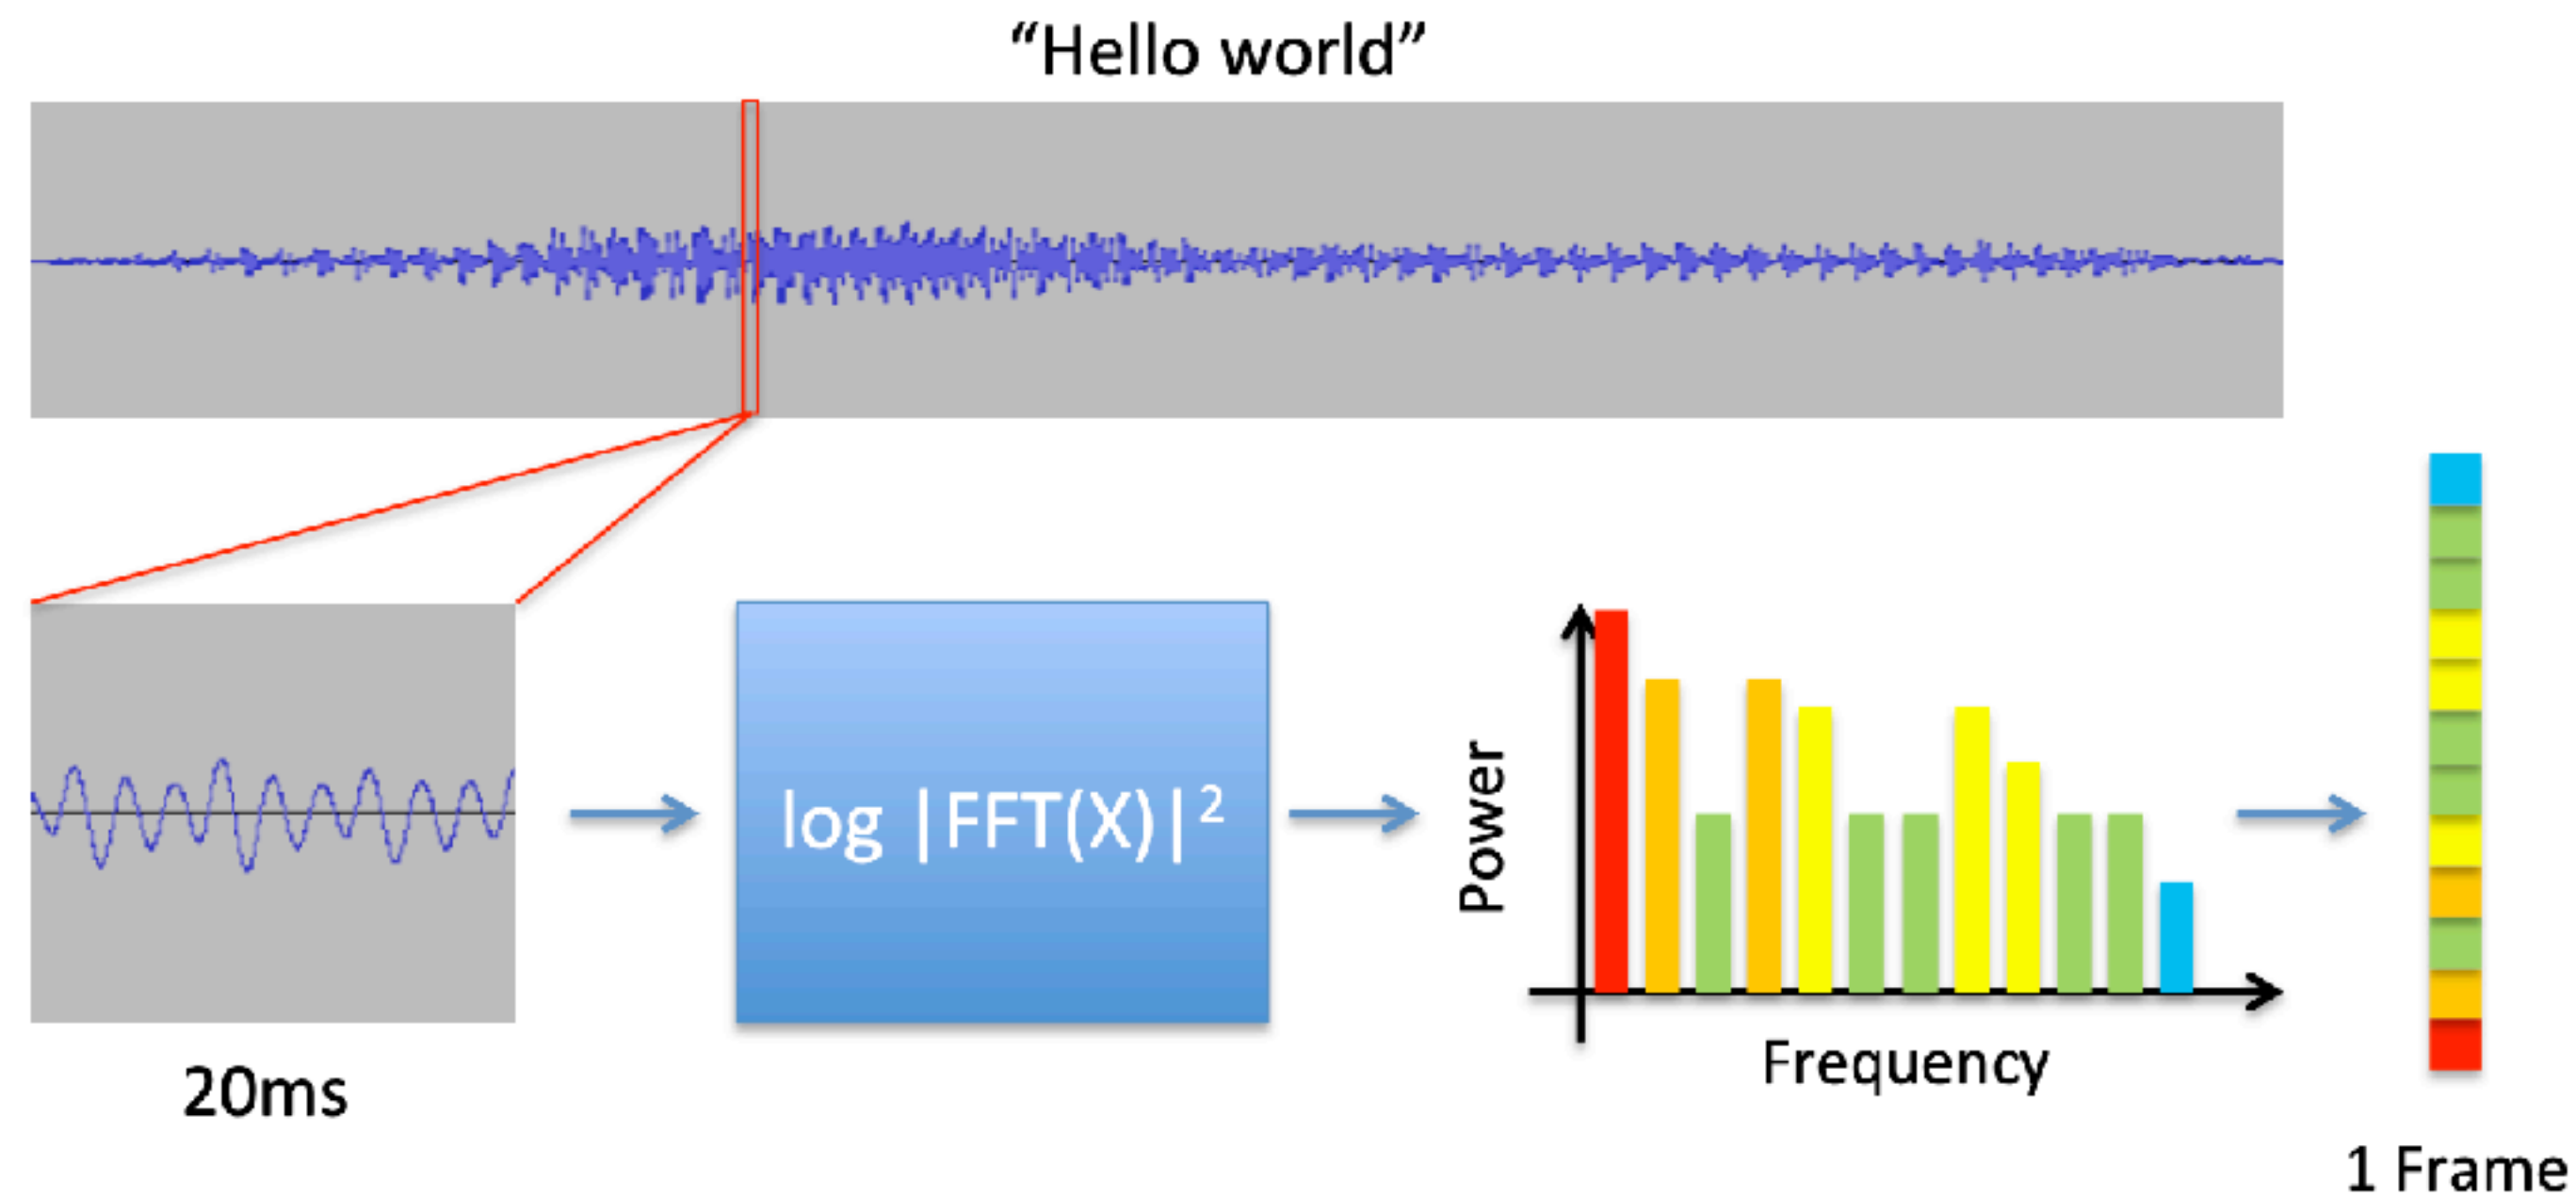 “Hello world”
20ms
log |FFT(X)|²
Power
Frequency
1 Frame